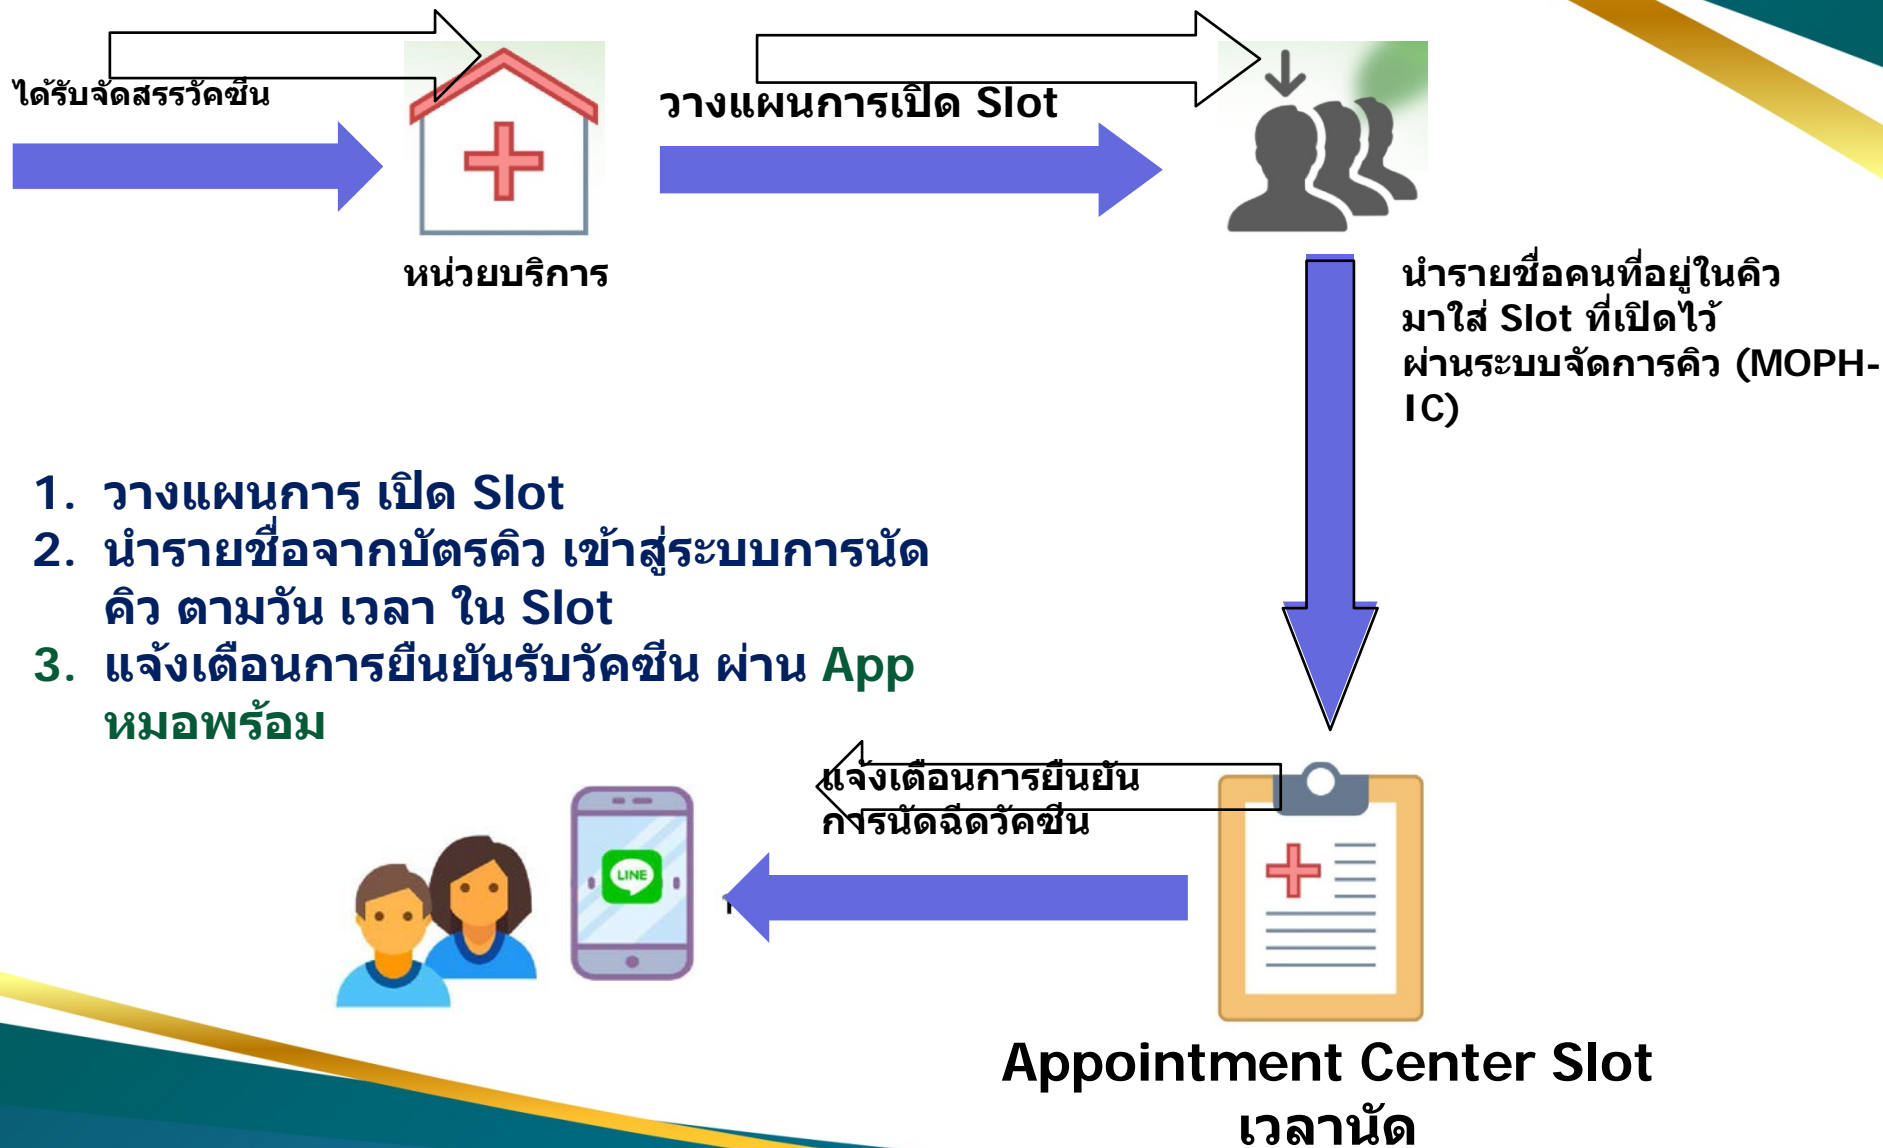 ได้รับจัดสรรวัคซีน
วางแผนการเปิด Slot
หน่วยบริการ
นำรายชื่อคนที่อยู่ในคิว
มาใส่ Slot ที่เปิดไว้
ผ่านระบบจัดการคิว (MOPH-
IC)
1. วางแผนการ เปิด Slot
2. นำรายชื่อจากบัตรคิว เข้าสู่ระบบการนัด
คิว ตามวัน เวลา ใน Slot
3. แจ้งเตือนการยืนยันรับวัคซีน ผ่าน App
หมอพร้อม
แจ้งเตือนการยืนยัน
การนัดฉีดวัคซีน
LINE
Appointment Center Slot
เวลานัด